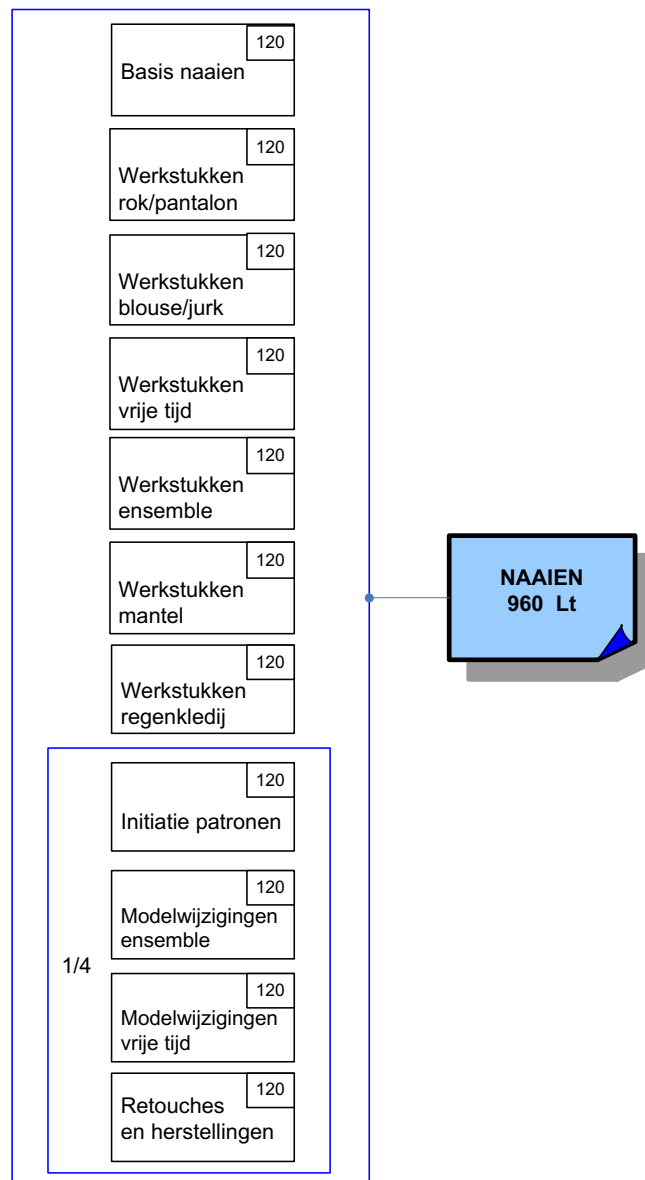 120
Basis naaien
120
Werkstukken
rok/pantalon
120
Werkstukken
blouse/jurk
120
Werkstukken
vrije tijd
120
Werkstukken
ensemble
120
Werkstukken
mantel
120
Werkstukken
regenkledij
NAAIEN
960 Lt
1/4
120
Initiatie patronen
120
Modelwijzigingen
ensemble
120
Modelwijzigingen
vrije tijd
120
Retouches
en herstellingen